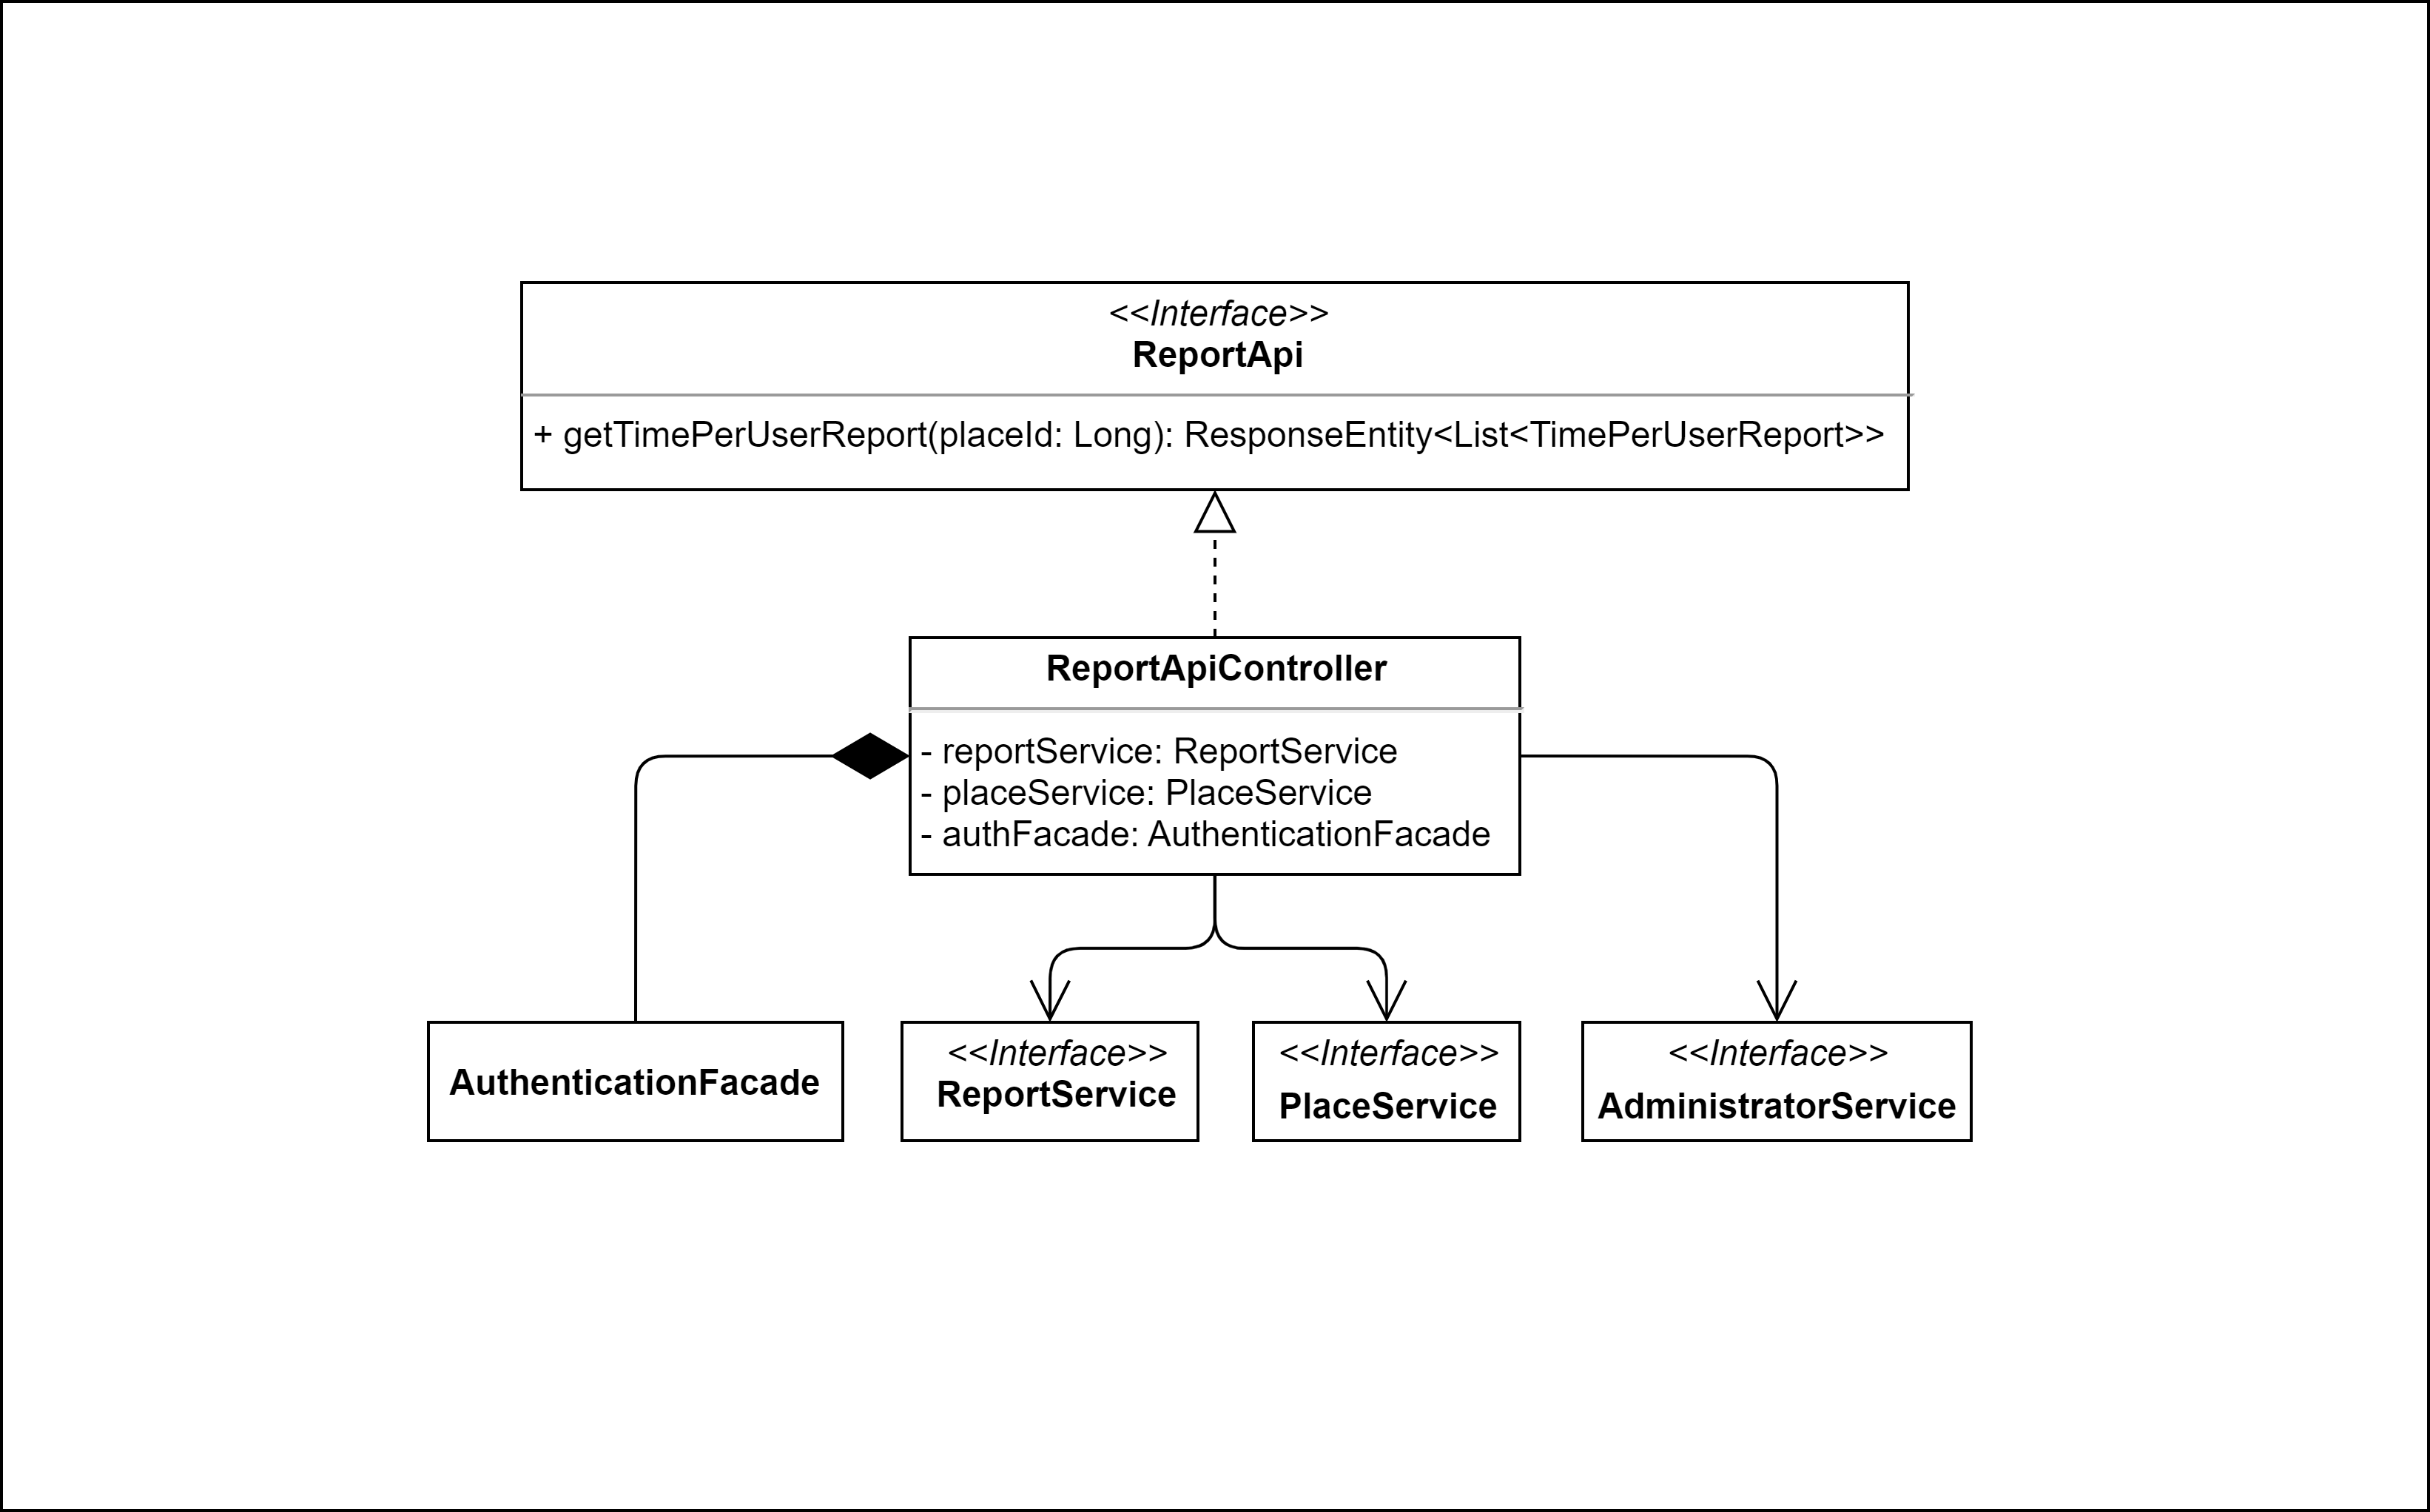 <<Interface>>
ReportApi
+ getTimePerUserReport(placeId: Long): ResponseEntity<List<TimePerUserReport>>
ReportApiController
- reportService: ReportService
- placeService: PlaceService
- authFacade: AuthenticationFacade
AuthenticationFacade
<<Interface>>
ReportService
<<Interface>>
PlaceService
<<Interface>>
AdministratorService